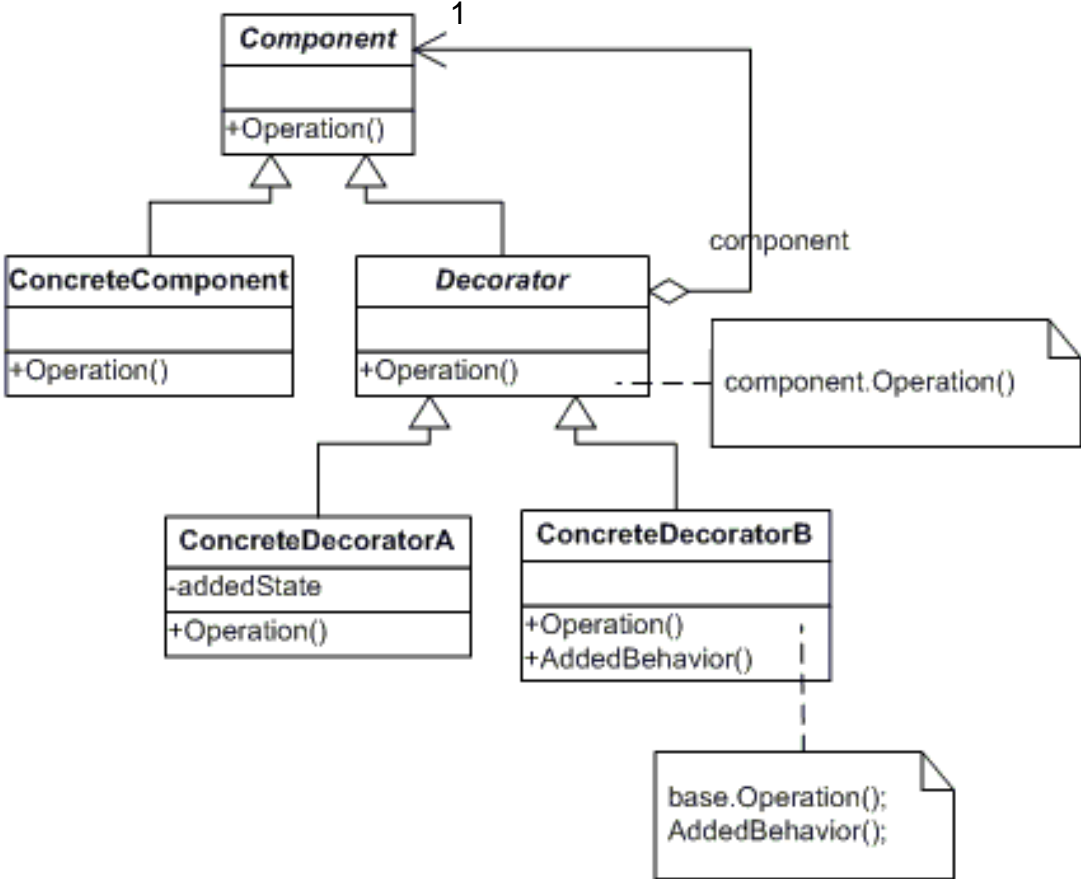 1
Component
+Operation()
component
ConcreteComponent
+Operation()
Decorator
+Operation()
component.Operation()
ConcreteDecoratorA
-addedState
+Operation()
ConcreteDecoratorB
+Operation()
+AddedBehavior()
base.Operation();
AddedBehavior();